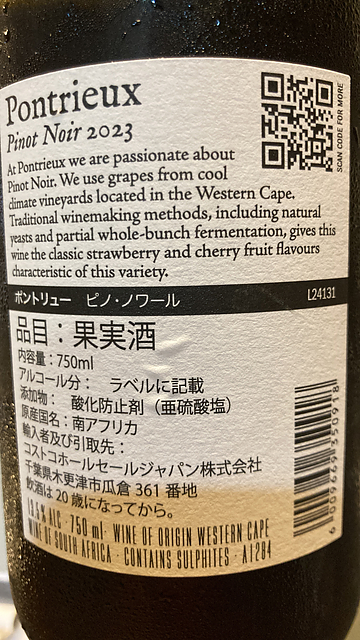 Pontrieux
Pinot Noir 2023
At Pontrieux we are passionate about
Pinot Noir. We use grapes from cool
climate vineyards located in the Western Cape.
Traditional winemaking methods, including natural
yeasts and partial whole-bunch fermentation, gives this
wine the classic strawberry and cherry fruit flavours
characteristic of this variety.
SCAN CODE FOR MORE
ポントリュー ピノ・ノワール L24131
品目：果実酒
内容量：750ml
アルコール分： ラベルに記載
添加物： 酸化防止剤（亜硫酸塩）
原産国名：南アフリカ
輸入者及び引取先：
コストコホールセールジャパン株式会社
千葉県木更津市瓜倉 361 番地
飲酒は 20 歳になってから。
13.5% ALC · 750 ml · WINE OF ORIGIN WESTERN CAPE
WINE OF SOUTH AFRICA · CONTAINS SULPHITES · A1284
6 009669 350918